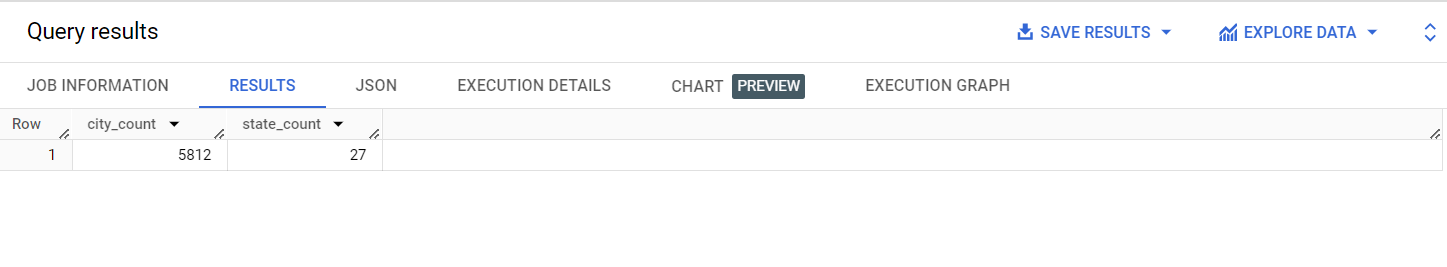 Query results SAVE RESULTS EXPLORE DATA
JOB INFORMATION RESULTS JSON EXECUTION DETAILS CHART PREVIEW EXECUTION GRAPH
Row city_count state_count
1 5812 27